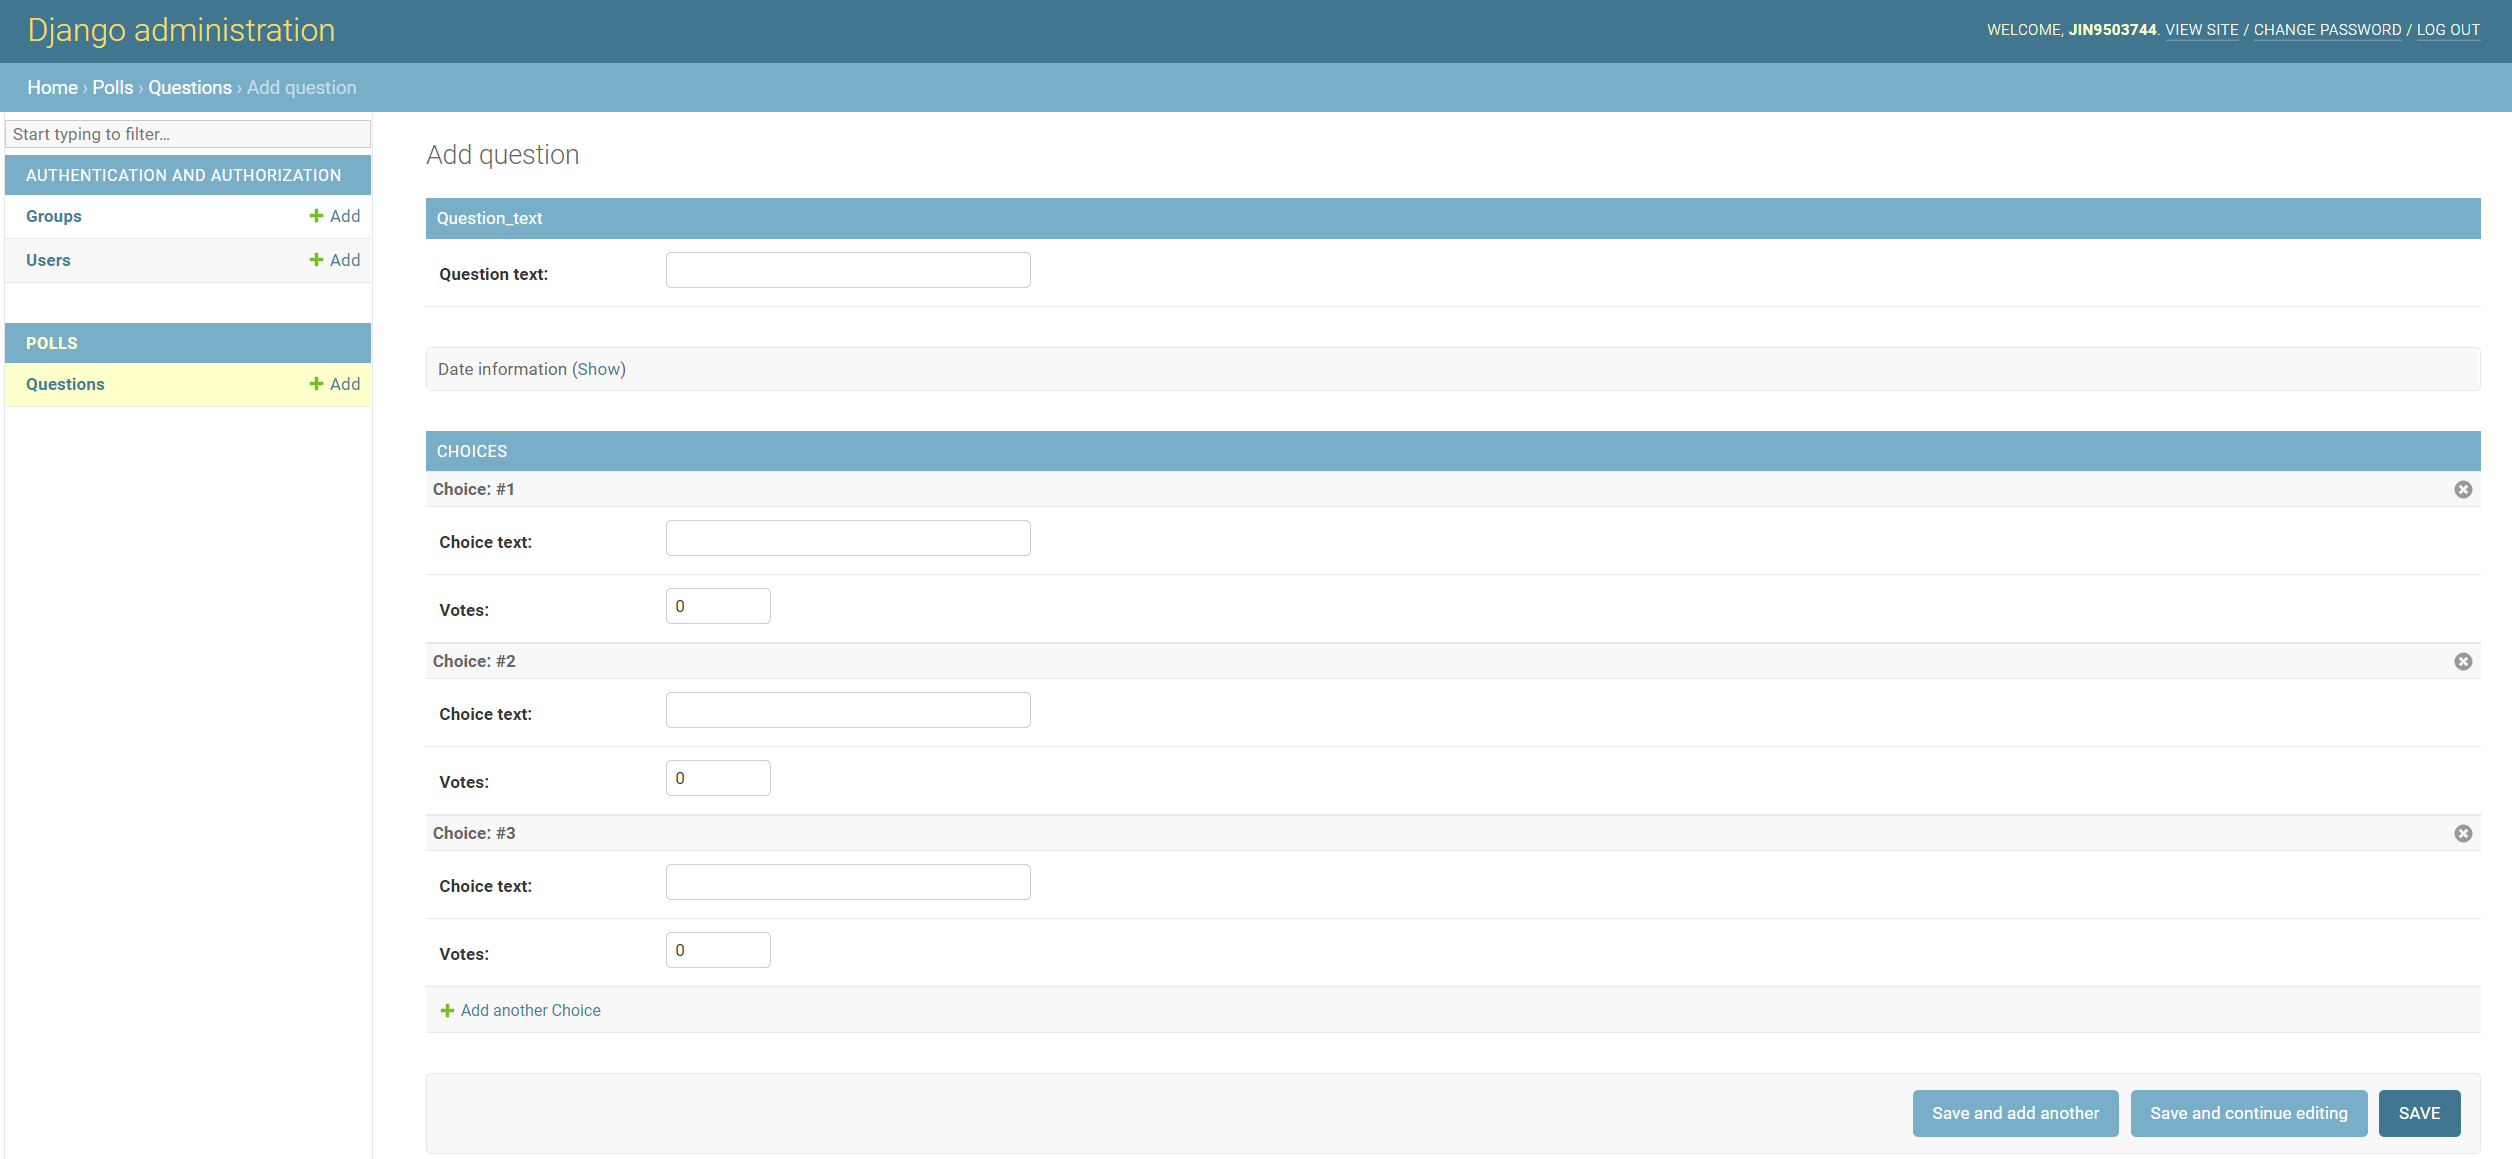 Django administration
WELCOME, JIN9503744. VIEW SITE / CHANGE PASSWORD / LOG OUT
Home › Polls › Questions › Add question
Start typing to filter...
AUTHENTICATION AND AUTHORIZATION
Groups + Add
Users + Add
POLLS
Questions + Add
Add question
Question_text
Question text:
Date information (Show)
CHOICES
Choice: #1
Choice text:
Votes: 0
Choice: #2
Choice text:
Votes: 0
Choice: #3
Choice text:
Votes: 0
+ Add another Choice
Save and add another Save and continue editing SAVE